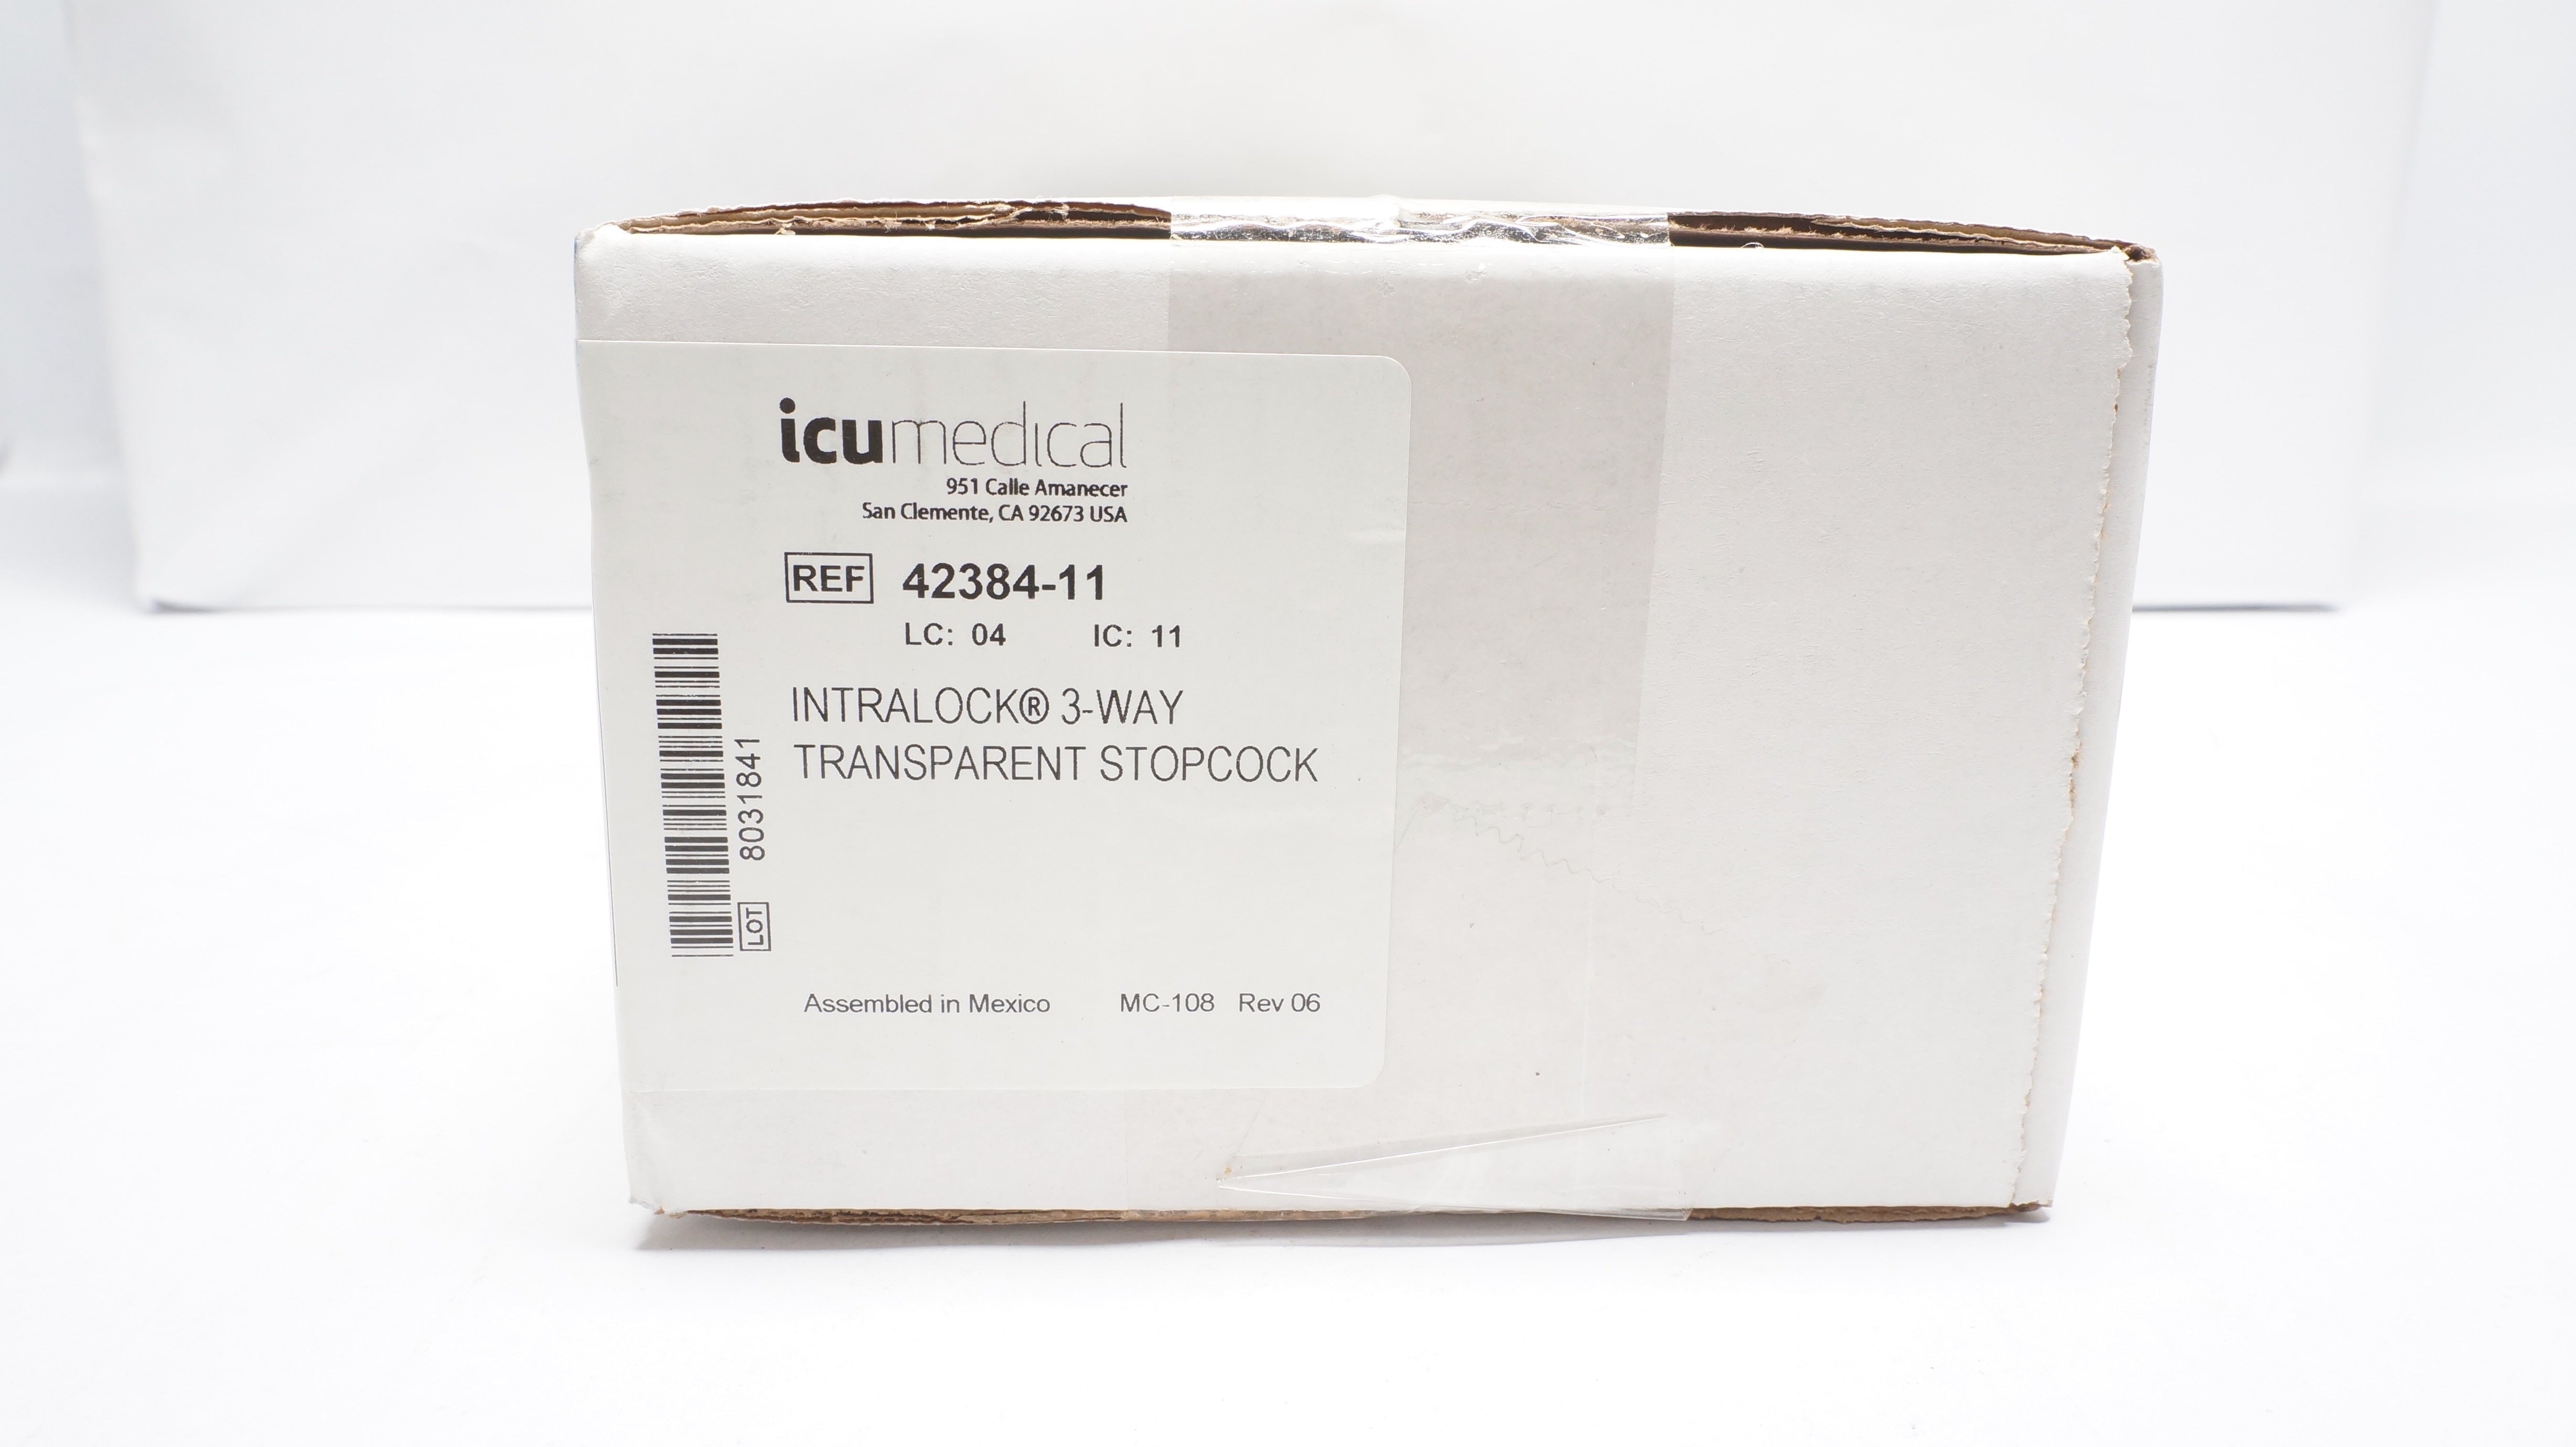 icumedical
951 Calle Amanecer
San Clemente, CA 92673 USA
REF 42384-11
LC: 04 IC: 11
INTRALOCK® 3-WAY
TRANSPARENT STOPCOCK
LOT 8031841
Assembled in Mexico MC-108 Rev 06